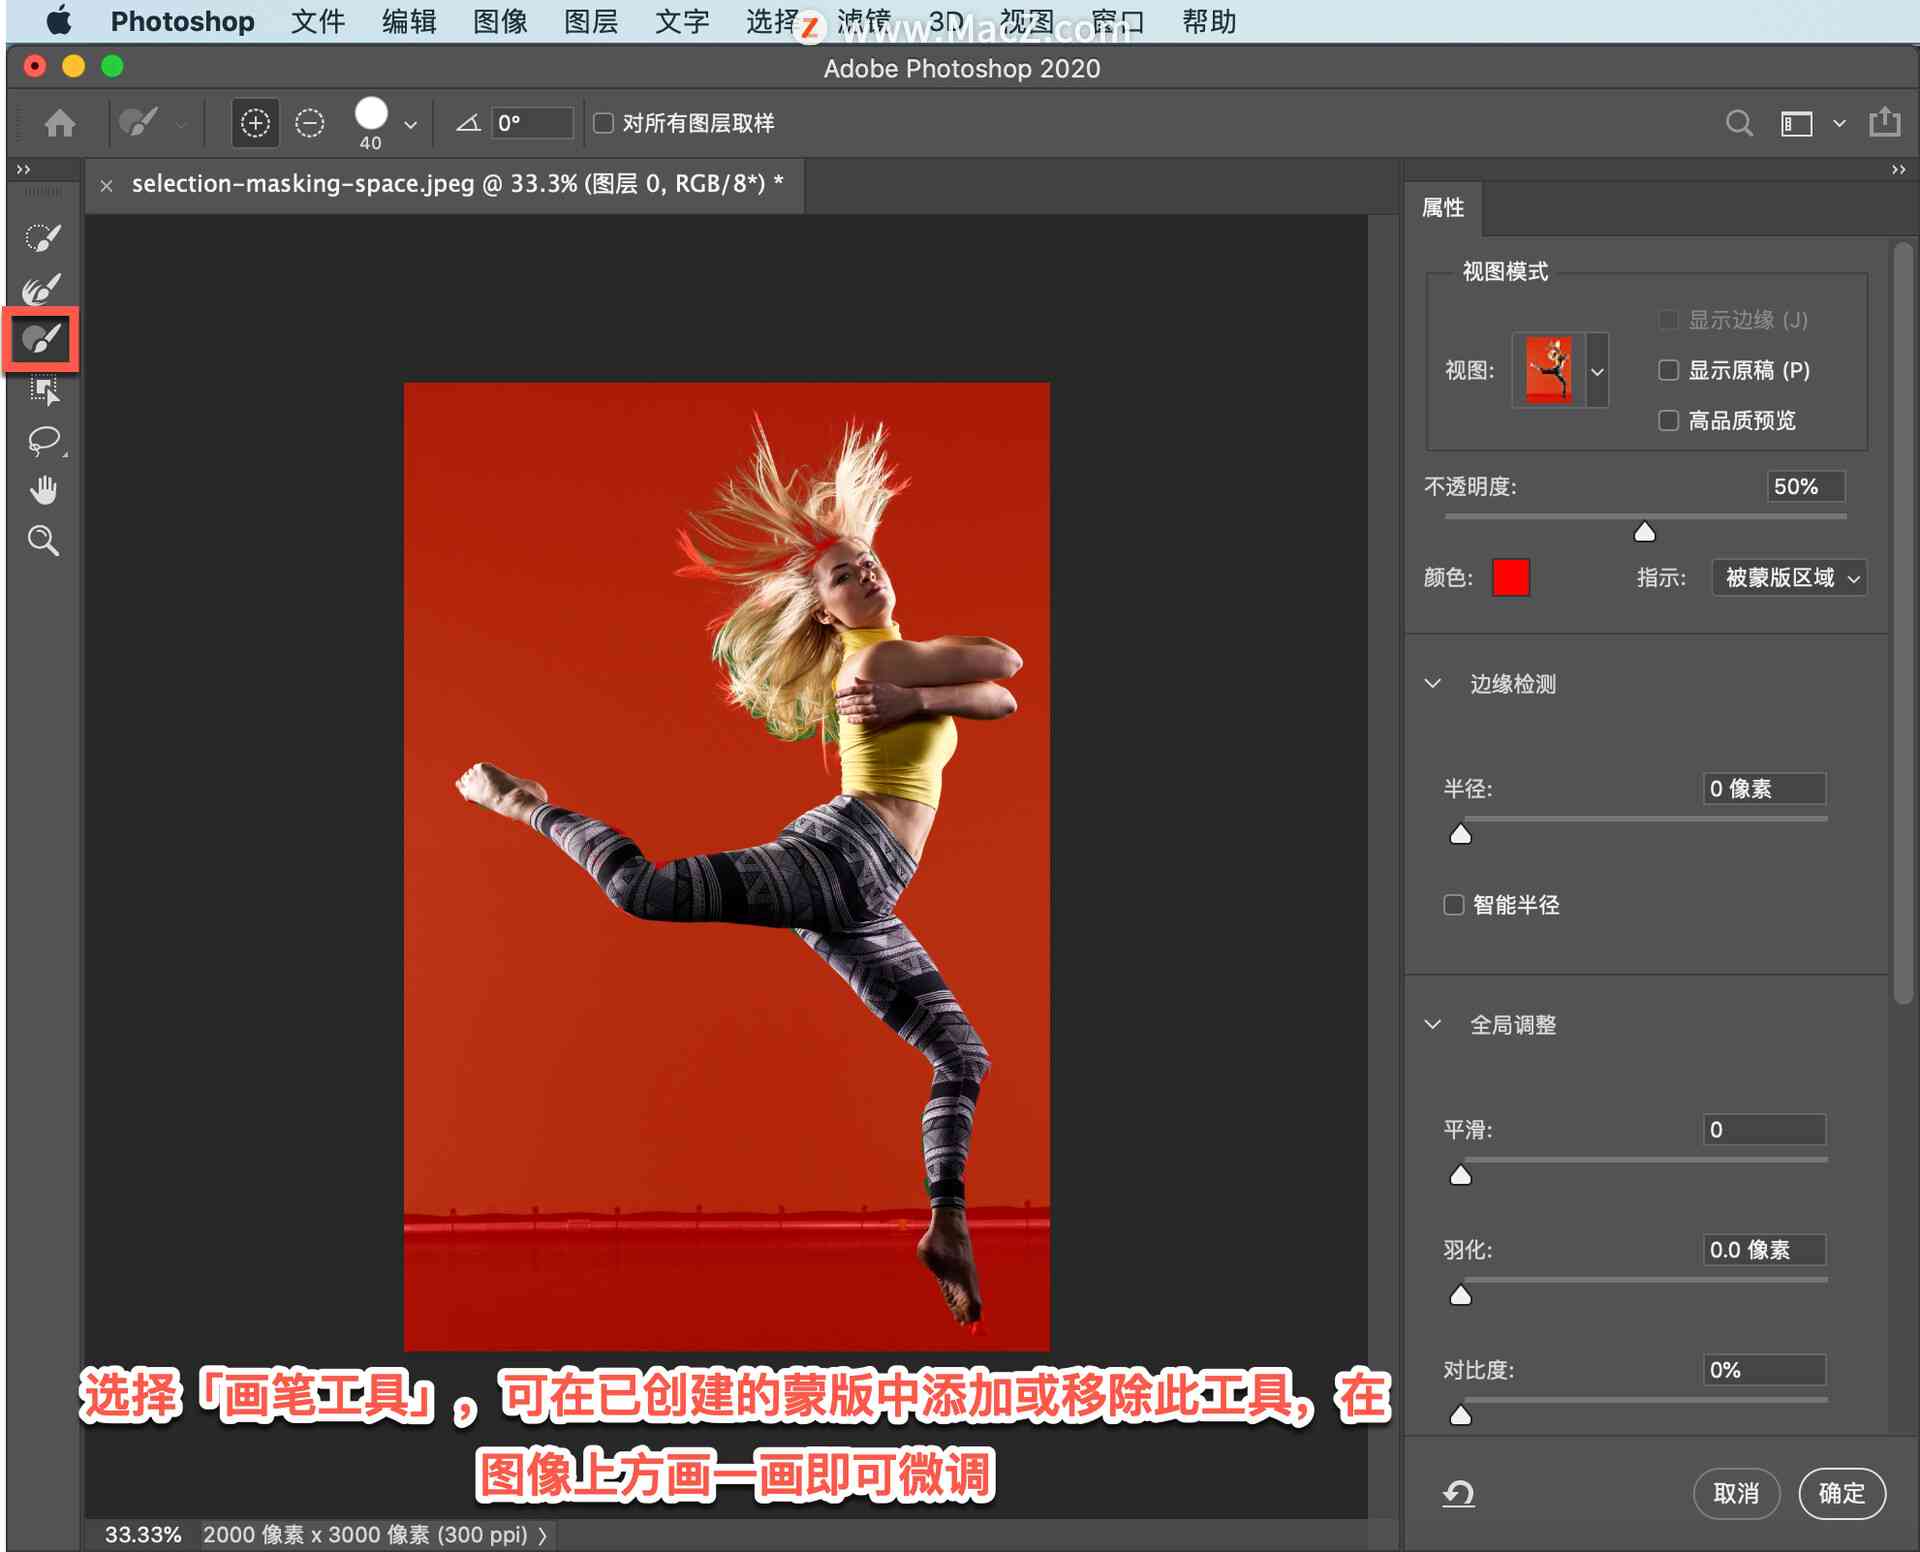 Photoshop 文件 编辑 图像 图层 文字 选择 滤镜 3D 视图 窗口 帮助
Z www.MacZ.com
Adobe Photoshop 2020
40
0°
对所有图层取样
selection-masking-space.jpeg @ 33.3% (图层 0, RGB/8*) *
属性
视图模式
显示边缘 (J)
视图:
显示原稿 (P)
高品质预览
不透明度: 50%
颜色: 指示: 被蒙版区域
边缘检测
半径: 0 像素
智能半径
全局调整
平滑: 0
羽化: 0.0 像素
对比度: 0%
选择「画笔工具」，可在已创建的蒙版中添加或移除此工具，在
图像上方画一画即可微调
取消 确定
33.33% 2000 像素 x 3000 像素 (300 ppi)